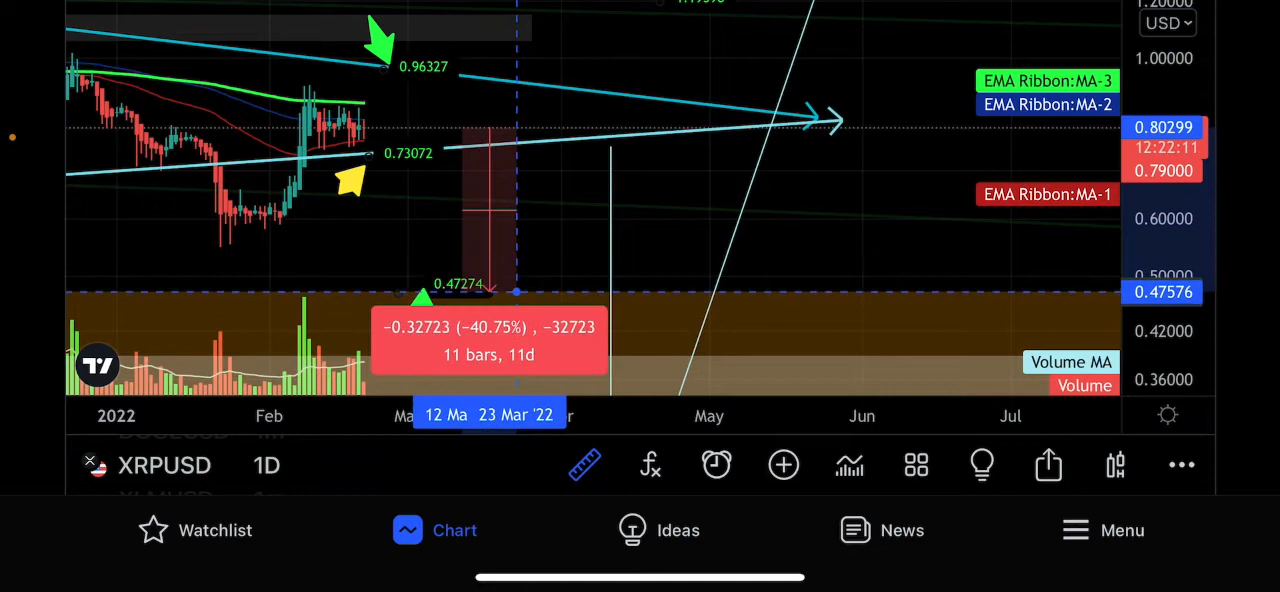 1.20000
USD
0.96327
1.00000
EMA Ribbon:MA-3
EMA Ribbon:MA-2
0.80299
12:22:11
0.73072
0.79000
EMA Ribbon:MA-1
0.60000
0.50000
0.47274
0.47576
−0.32723 (−40.75%) , −32723
11 bars, 11d
0.42000
Volume MA
0.36000
Volume
2022
Feb
12 Ma
23 Mar '22
May
Jun
Jul
XRPUSD
1D
Watchlist
Chart
Ideas
News
Menu